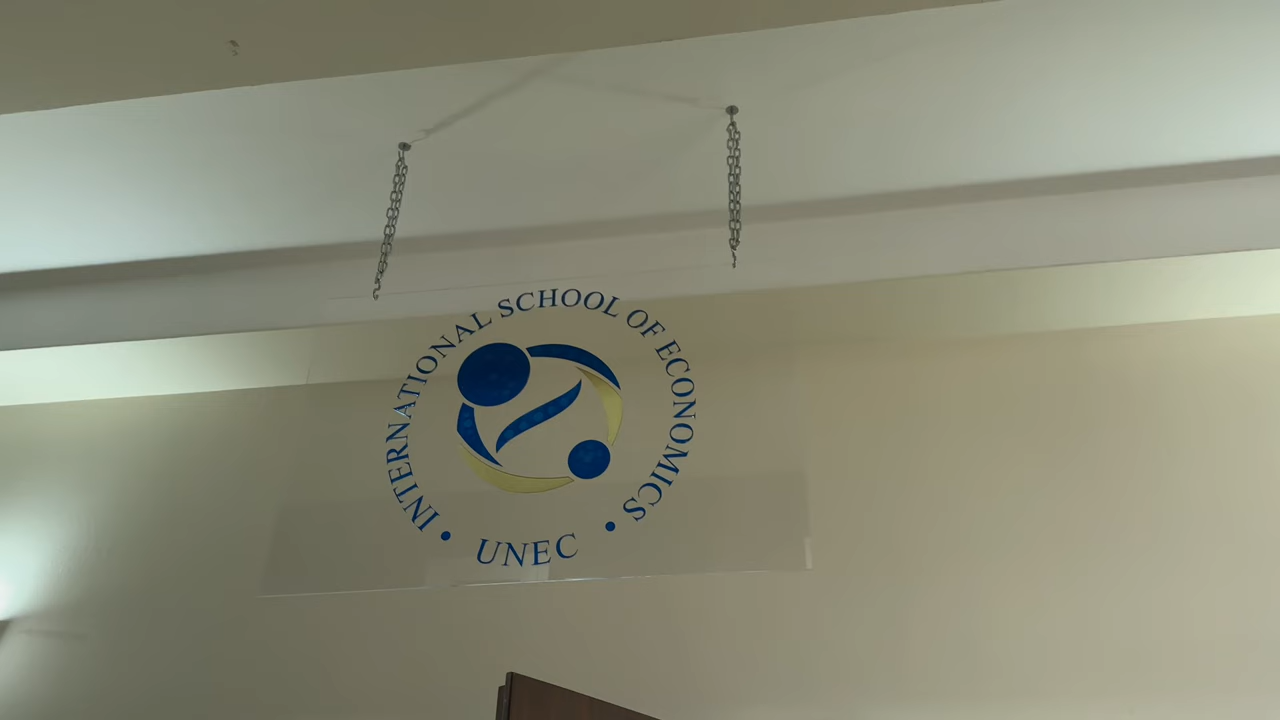 INTERNATIONAL SCHOOL OF ECONOMICS
• UNEC •